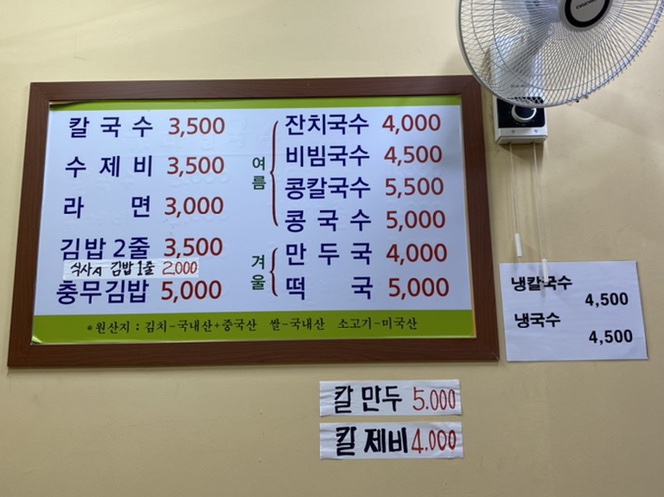 칼국수 3,500
수제비 3,500
라면 3,000
김밥 2줄 3,500
식사시 김밥 1줄 2,000
충무김밥 5,000
여름
잔치국수 4,000
비빔국수 4,500
콩칼국수 5,500
콩국수 5,000
겨울
만두국 4,000
떡국 5,000
*원산지 : 김치-국내산+중국산 쌀-국내산 소고기-미국산
냉칼국수
4,500
냉국수
4,500
칼만두 5.000
칼제비 4.000